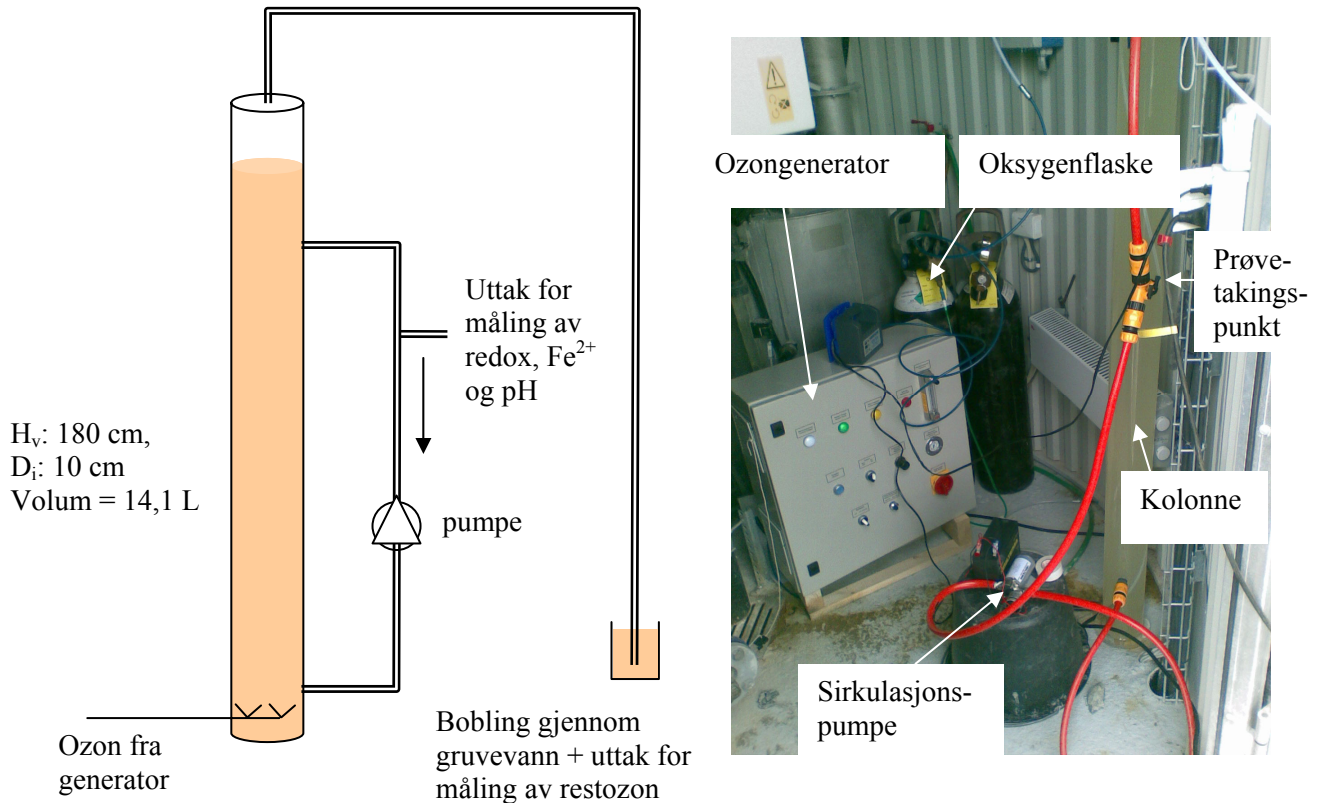 Uttak for
måling av
redox, Fe²⁺
og pH
Hᵥ: 180 cm,
Dᵢ: 10 cm
Volum = 14,1 L
pumpe
Ozon fra
generator
Bobling gjennom
gruvevann + uttak for
måling av restozon
Ozongenerator
Oksygenflaske
Prøve-
takings-
punkt
Kolonne
Sirkulasjons-
pumpe